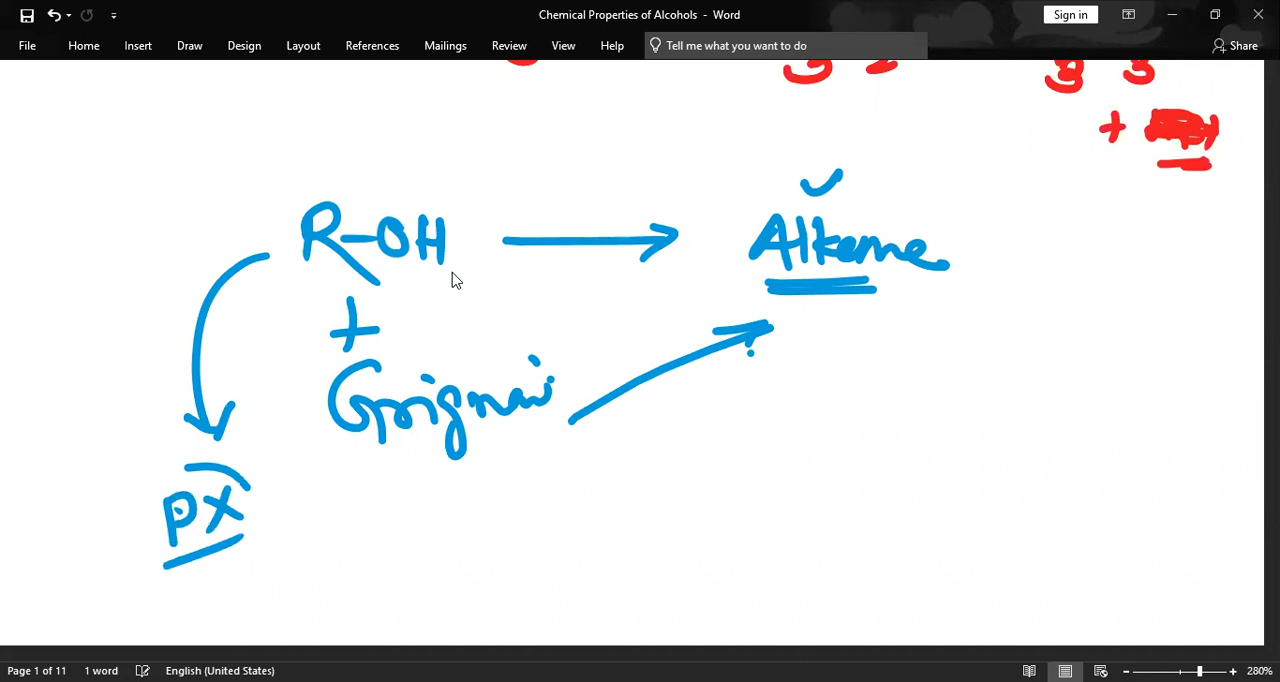 Chemical Properties of Alcohols - Word
Sign in
File Home Insert Draw Design Layout References Mailings Review View Help Tell me what you want to do Share
+
R-OH → Alkene
+
Grignar
PX
Page 1 of 11 1 word English (United States) 280%